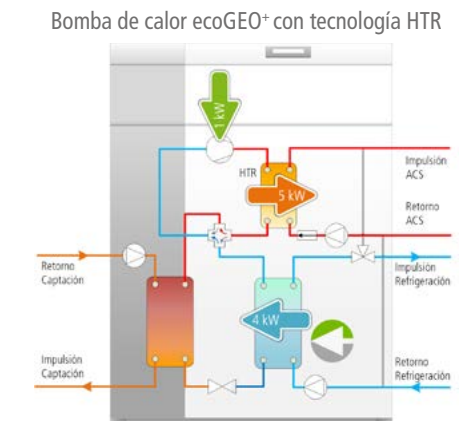 Bomba de calor ecoGEO+ con tecnología HTR
1 kW
HTR
5 kW
Impulsión
ACS
Retorno
ACS
Retorno
Captación
Impulsión
Refrigeración
4 kW
Impulsión
Captación
Retorno
Refrigeración